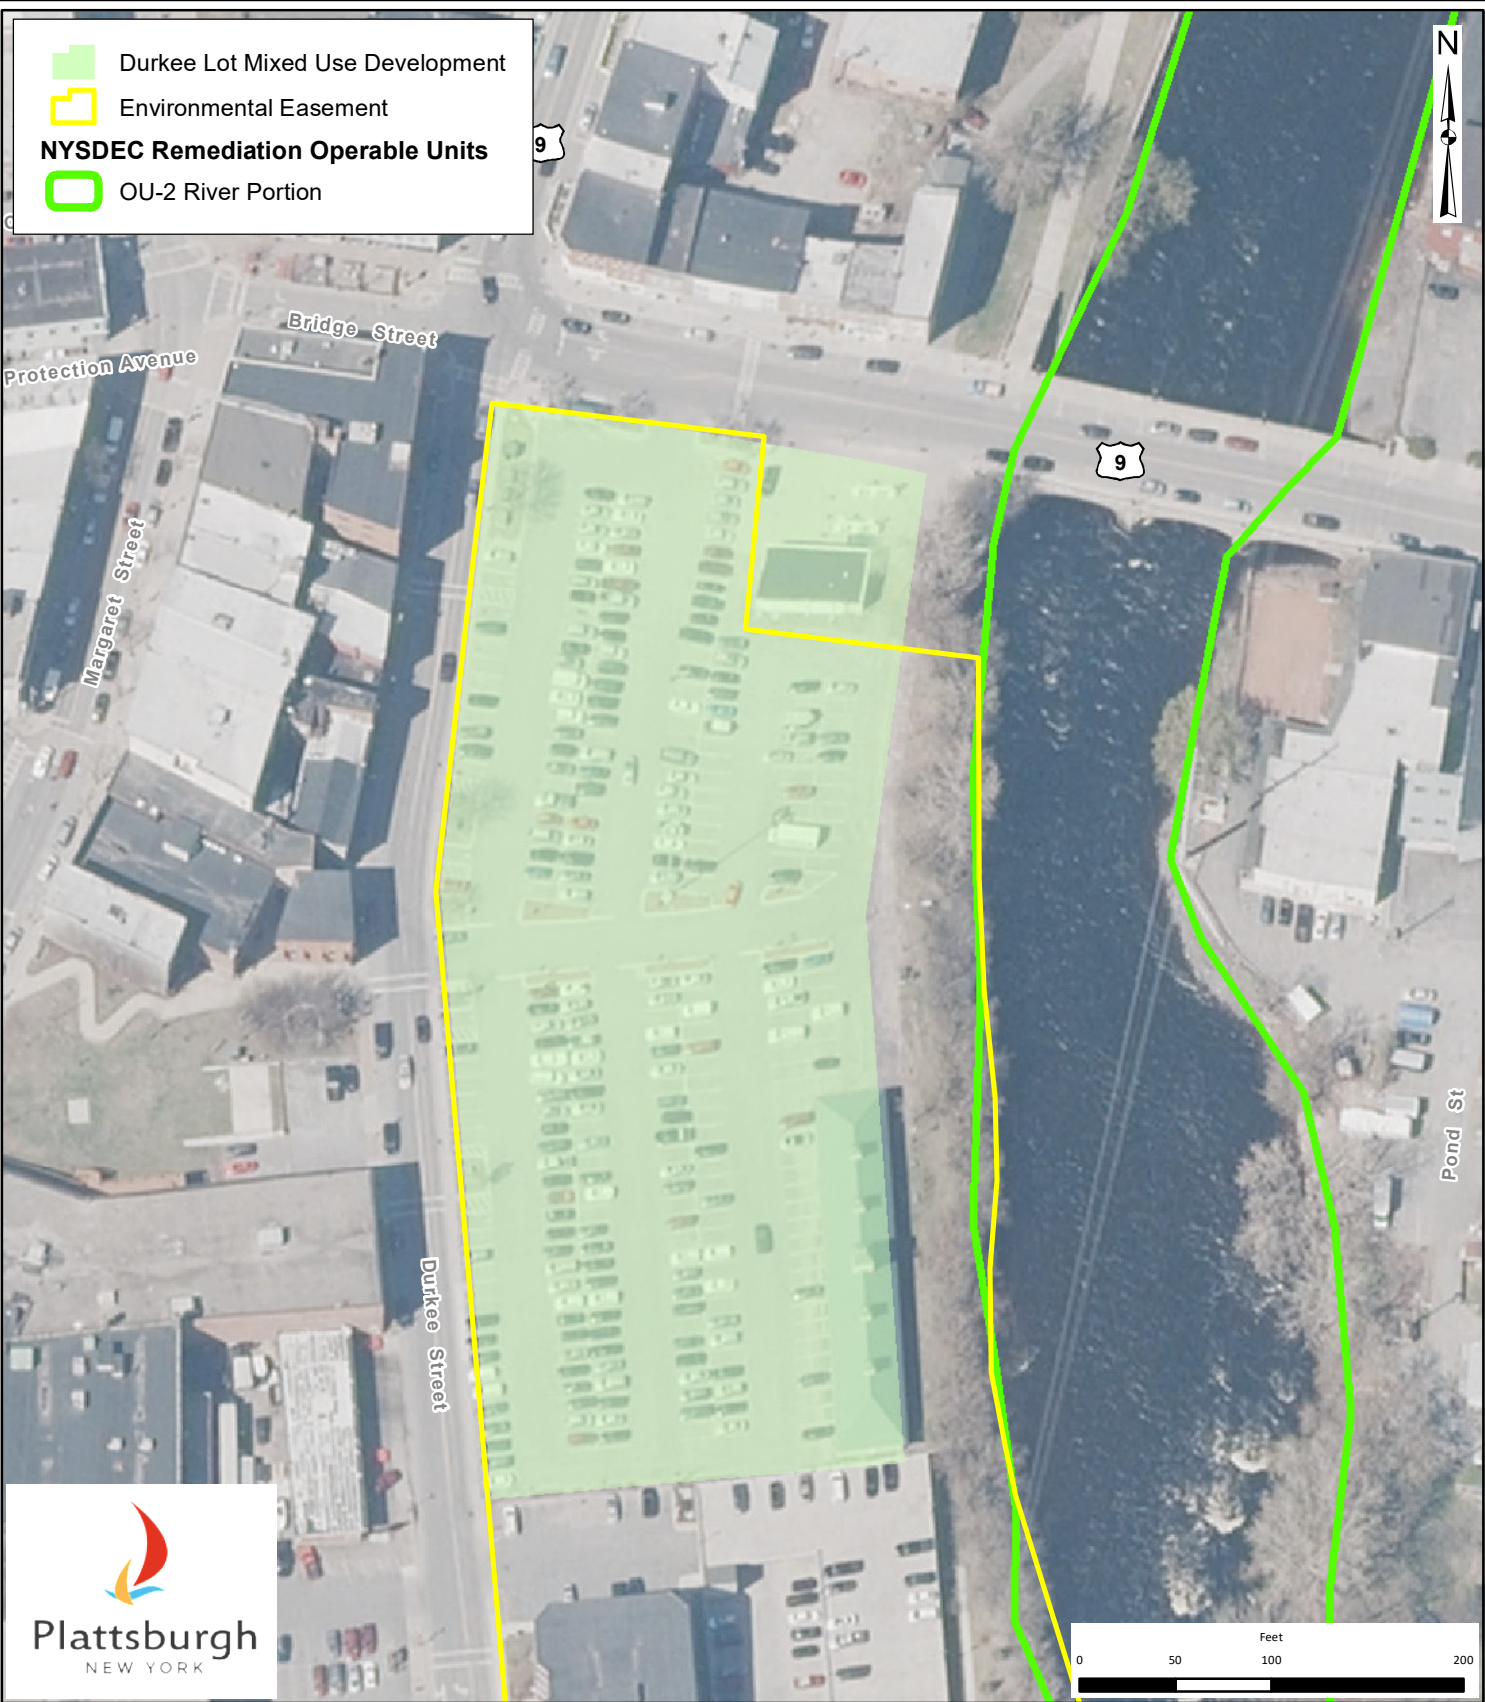 Durkee Lot Mixed Use Development
Environmental Easement
NYSDEC Remediation Operable Units
OU-2 River Portion
9
N
Bridge Street
Protection Avenue
9
Margaret Street
Pond St
Durkee Street
Plattsburgh
NEW YORK
Feet
0 50 100 200